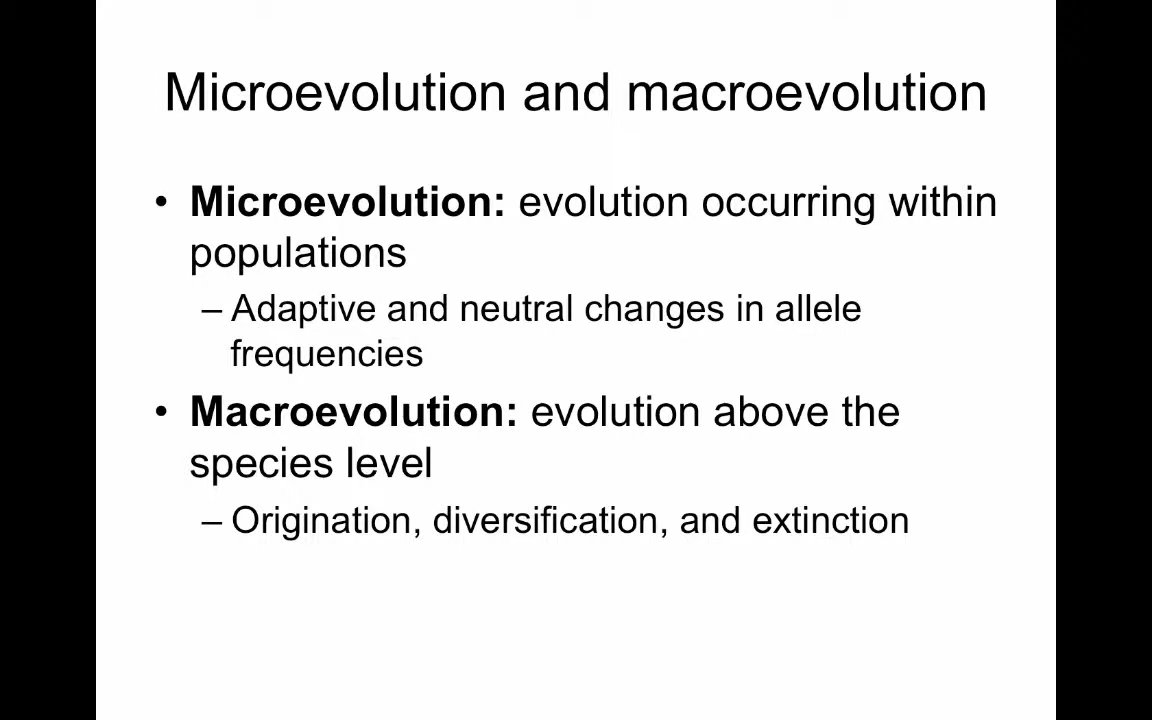 Microevolution and macroevolution
• Microevolution: evolution occurring within
populations
– Adaptive and neutral changes in allele
frequencies
• Macroevolution: evolution above the
species level
– Origination, diversification, and extinction